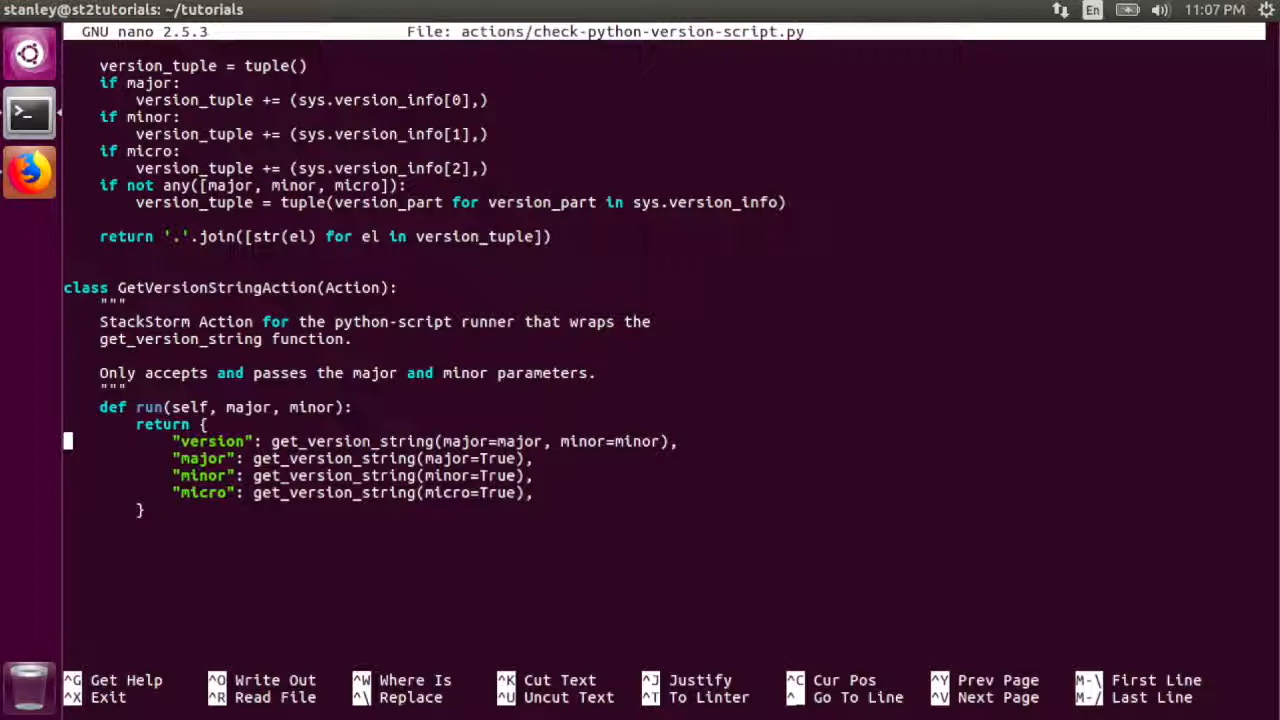 stanley@st2tutorials: ~/tutorials En 11:07 PM
GNU nano 2.5.3 File: actions/check-python-version-script.py
version_tuple = tuple()
if major:
version_tuple += (sys.version_info[0],)
if minor:
version_tuple += (sys.version_info[1],)
if micro:
version_tuple += (sys.version_info[2],)
if not any([major, minor, micro]):
version_tuple = tuple(version_part for version_part in sys.version_info)
return '.'.join([str(el) for el in version_tuple])
class GetVersionStringAction(Action):
"""
StackStorm Action for the python-script runner that wraps the
get_version_string function.
Only accepts and passes the major and minor parameters.
"""
def run(self, major, minor):
return {
"version": get_version_string(major=major, minor=minor),
"major": get_version_string(major=True),
"minor": get_version_string(minor=True),
"micro": get_version_string(micro=True),
}
^G Get Help ^O Write Out ^W Where Is ^K Cut Text ^J Justify ^C Cur Pos ^Y Prev Page M-\ First Line
^X Exit ^R Read File ^\ Replace ^U Uncut Text ^T To Linter ^_ Go To Line ^V Next Page M-/ Last Line